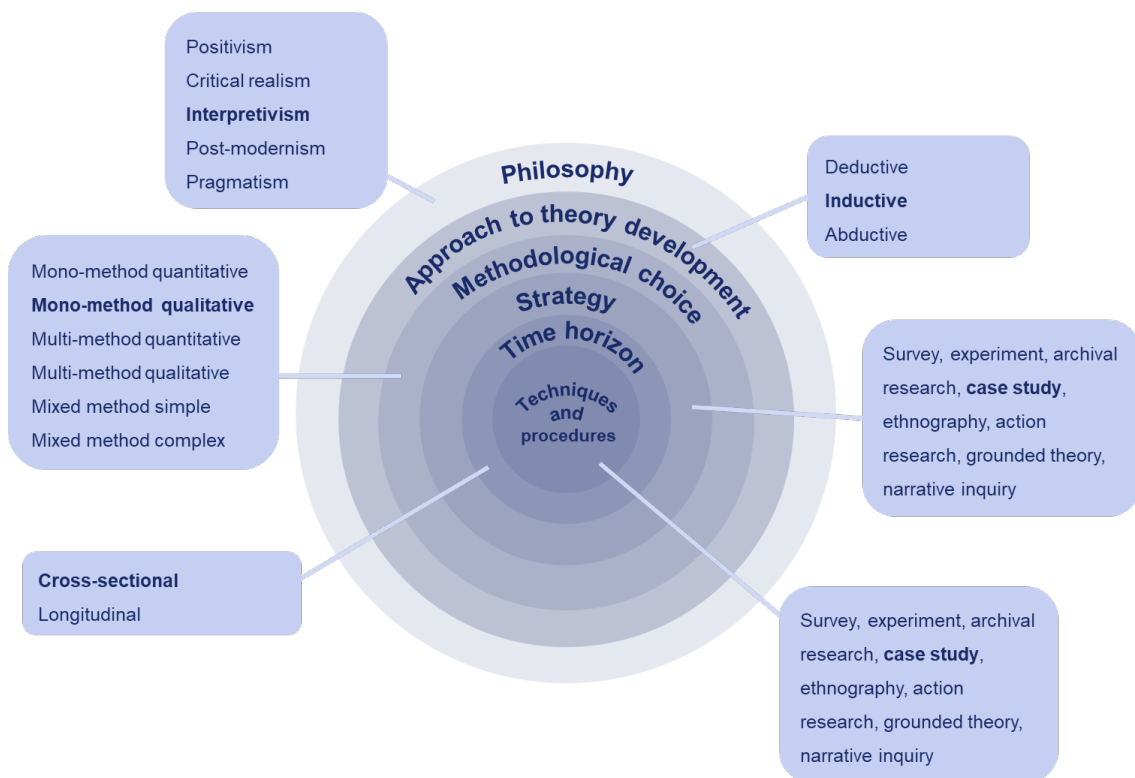 Positivism
Critical realism
Interpretivism
Post-modernism
Pragmatism
Philosophy
Approach to theory development
Methodological choice
Strategy
Time horizon
Techniques
and
procedures
Deductive
Inductive
Abductive
Mono-method quantitative
Mono-method qualitative
Multi-method quantitative
Multi-method qualitative
Mixed method simple
Mixed method complex
Survey, experiment, archival
research, case study,
ethnography, action
research, grounded theory,
narrative inquiry
Cross-sectional
Longitudinal
Survey, experiment, archival
research, case study,
ethnography, action
research, grounded theory,
narrative inquiry